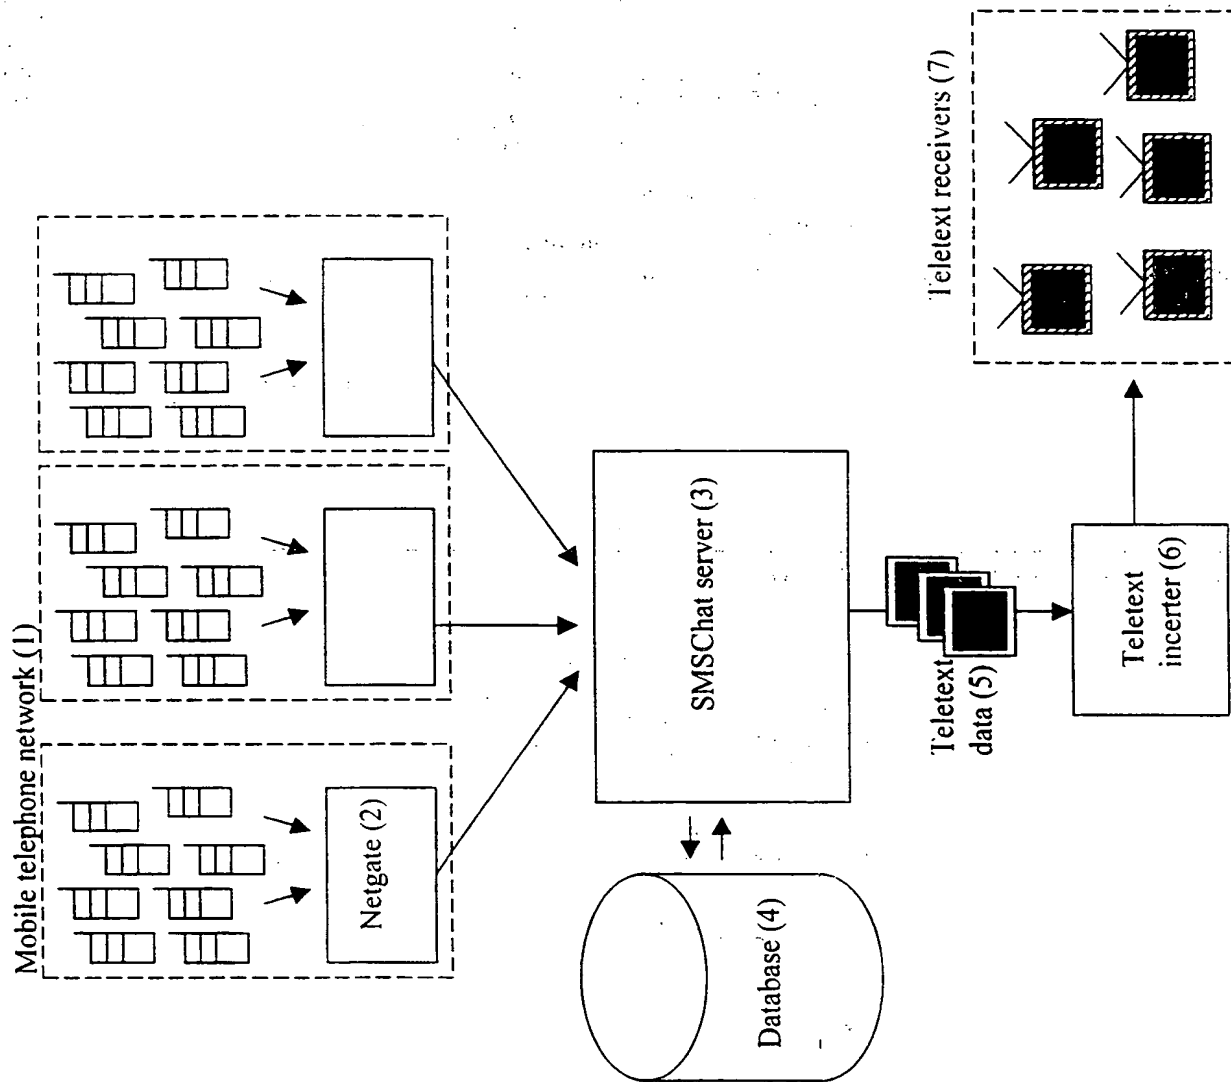 Mobile telephone network (1)
Netgate (2)
SMSChat server (3)
Database (4)
Teletext
data (5)
Teletext
incerter (6)
Teletext receivers (7)